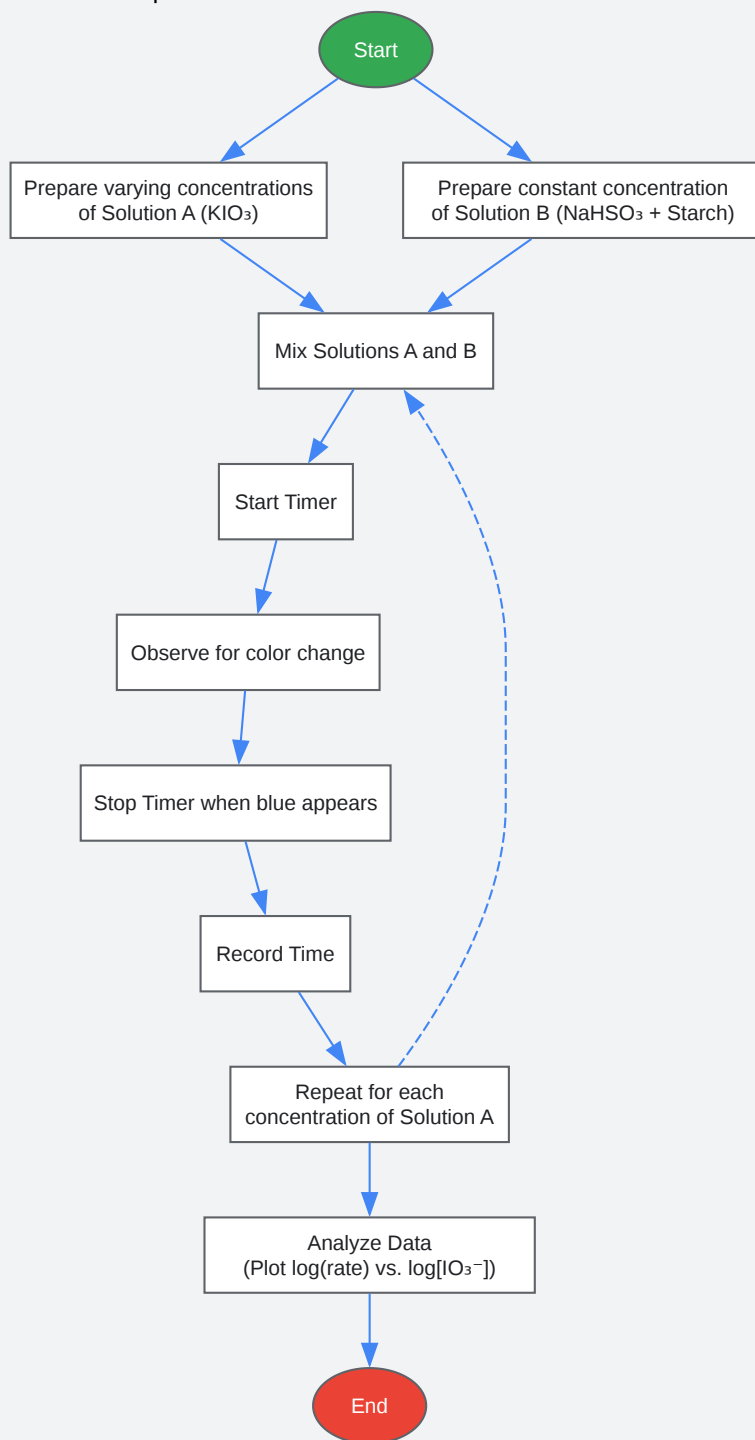 Start
Prepare varying concentrations
of Solution A (KIO₃)
Prepare constant concentration
of Solution B (NaHSO₃ + Starch)
Mix Solutions A and B
Start Timer
Observe for color change
Stop Timer when blue appears
Record Time
Repeat for each
concentration of Solution A
Analyze Data
(Plot log(rate) vs. log[IO₃⁻])
End